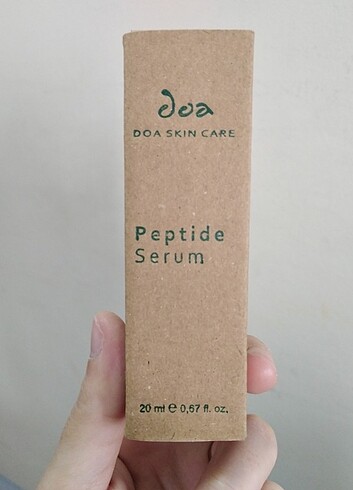 doa
DOA SKIN CARE
Peptide
Serum
20 ml ℮ 0,67 fl. oz.